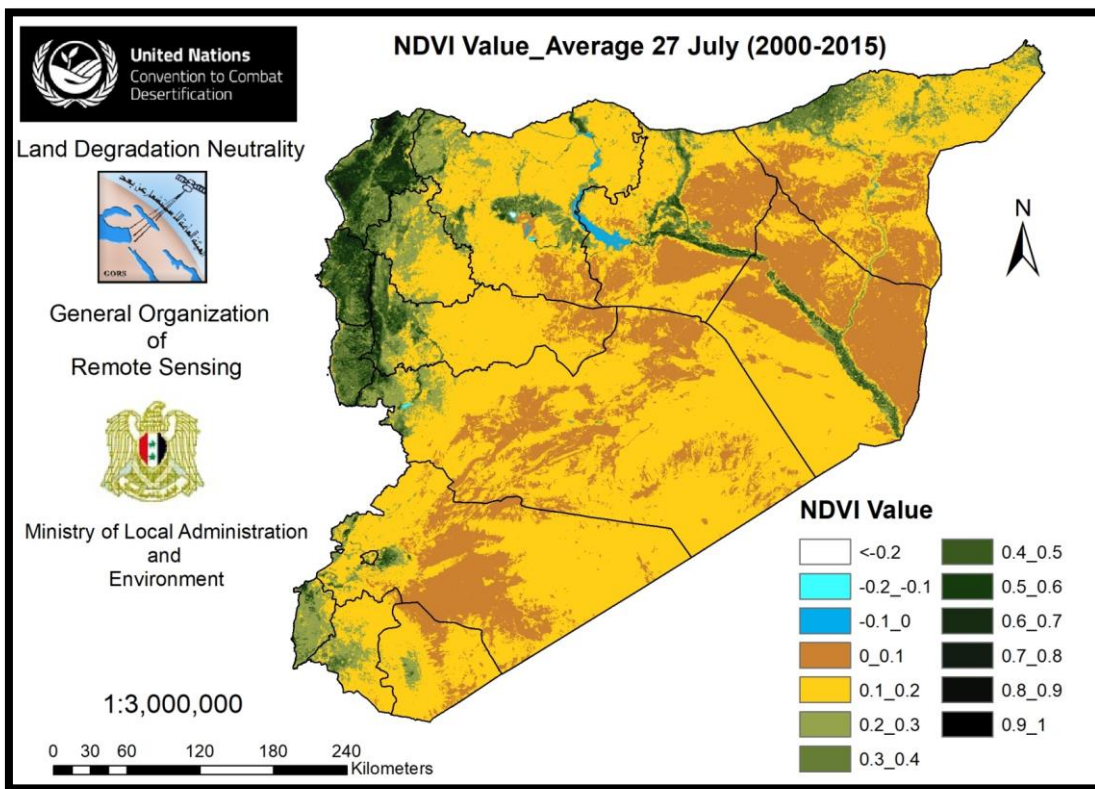 United Nations
Convention to Combat
Desertification
NDVI Value_Average 27 July (2000-2015)
Land Degradation Neutrality
GORS
General Organization
of
Remote Sensing
Ministry of Local Administration
and
Environment
1:3,000,000
0 30 60 120 180 240
Kilometers
N
NDVI Value
<-0.2
-0.2_-0.1
-0.1_0
0_0.1
0.1_0.2
0.2_0.3
0.3_0.4
0.4_0.5
0.5_0.6
0.6_0.7
0.7_0.8
0.8_0.9
0.9_1